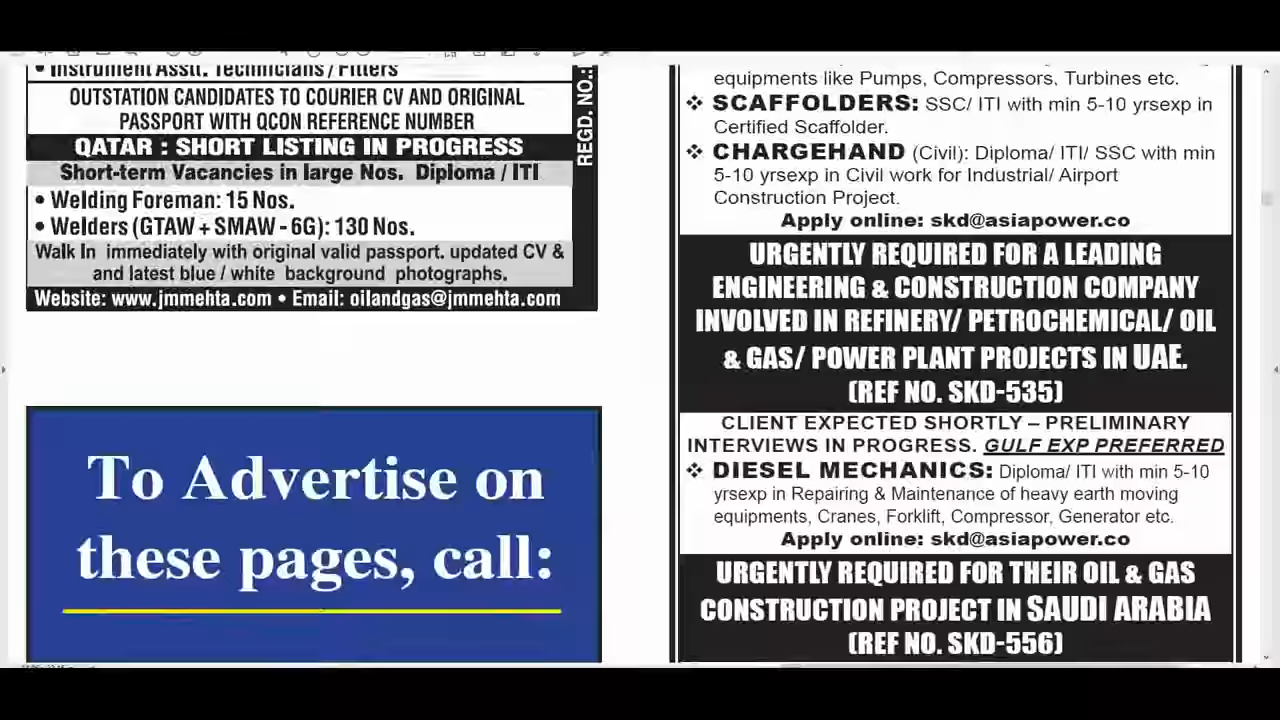 • Instrument Asstt. Technicians / Fitters
OUTSTATION CANDIDATES TO COURIER CV AND ORIGINAL
PASSPORT WITH QCON REFERENCE NUMBER
QATAR : SHORT LISTING IN PROGRESS
Short-term Vacancies in large Nos. Diploma / ITI
• Welding Foreman: 15 Nos.
• Welders (GTAW + SMAW - 6G): 130 Nos.
Walk In immediately with original valid passport. updated CV &
and latest blue / white background photographs.
Website: www.jmmehta.com • Email: oilandgas@jmmehta.com
REGD. NO.:
To Advertise on
these pages, call:
equipments like Pumps, Compressors, Turbines etc.
❖ SCAFFOLDERS: SSC/ ITI with min 5-10 yrsexp in
Certified Scaffolder.
❖ CHARGEHAND (Civil): Diploma/ ITI/ SSC with min
5-10 yrsexp in Civil work for Industrial/ Airport
Construction Project.
Apply online: skd@asiapower.co
URGENTLY REQUIRED FOR A LEADING
ENGINEERING & CONSTRUCTION COMPANY
INVOLVED IN REFINERY/ PETROCHEMICAL/ OIL
& GAS/ POWER PLANT PROJECTS IN UAE.
(REF NO. SKD-535)
CLIENT EXPECTED SHORTLY – PRELIMINARY
INTERVIEWS IN PROGRESS. GULF EXP PREFERRED
❖ DIESEL MECHANICS: Diploma/ ITI with min 5-10
yrsexp in Repairing & Maintenance of heavy earth moving
equipments, Cranes, Forklift, Compressor, Generator etc.
Apply online: skd@asiapower.co
URGENTLY REQUIRED FOR THEIR OIL & GAS
CONSTRUCTION PROJECT IN SAUDI ARABIA
(REF NO. SKD-556)